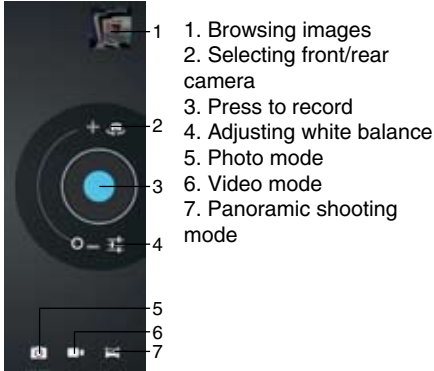 1
2
3
4
5
6
7
1. Browsing images
2. Selecting front/rear
camera
3. Press to record
4. Adjusting white balance
5. Photo mode
6. Video mode
7. Panoramic shooting
mode